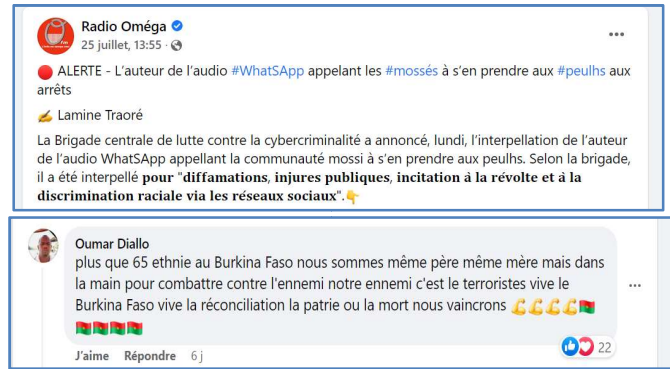 Radio Oméga
25 juillet, 13:55 ·
🔴 ALERTE - L'auteur de l'audio #WhatSApp appelant les #mossés à s'en prendre aux #peulhs aux
arrêts
✍️ Lamine Traoré
La Brigade centrale de lutte contre la cybercriminalité a annoncé, lundi, l'interpellation de l'auteur
de l'audio WhatSApp appellant la communauté mossi à s'en prendre aux peulhs. Selon la brigade,
il a été interpellé pour "diffamations, injures publiques, incitation à la révolte et à la
discrimination raciale via les réseaux sociaux".👇
Oumar Diallo
plus que 65 ethnie au Burkina Faso nous sommes même père même mère mais dans
la main pour combattre contre l'ennemi notre ennemi c'est le terroristes vive le
Burkina Faso vive la réconciliation la patrie ou la mort nous vaincrons 💪💪💪💪🇧🇫
🇧🇫🇧🇫🇧🇫🇧🇫
22
J'aime Répondre 6 j